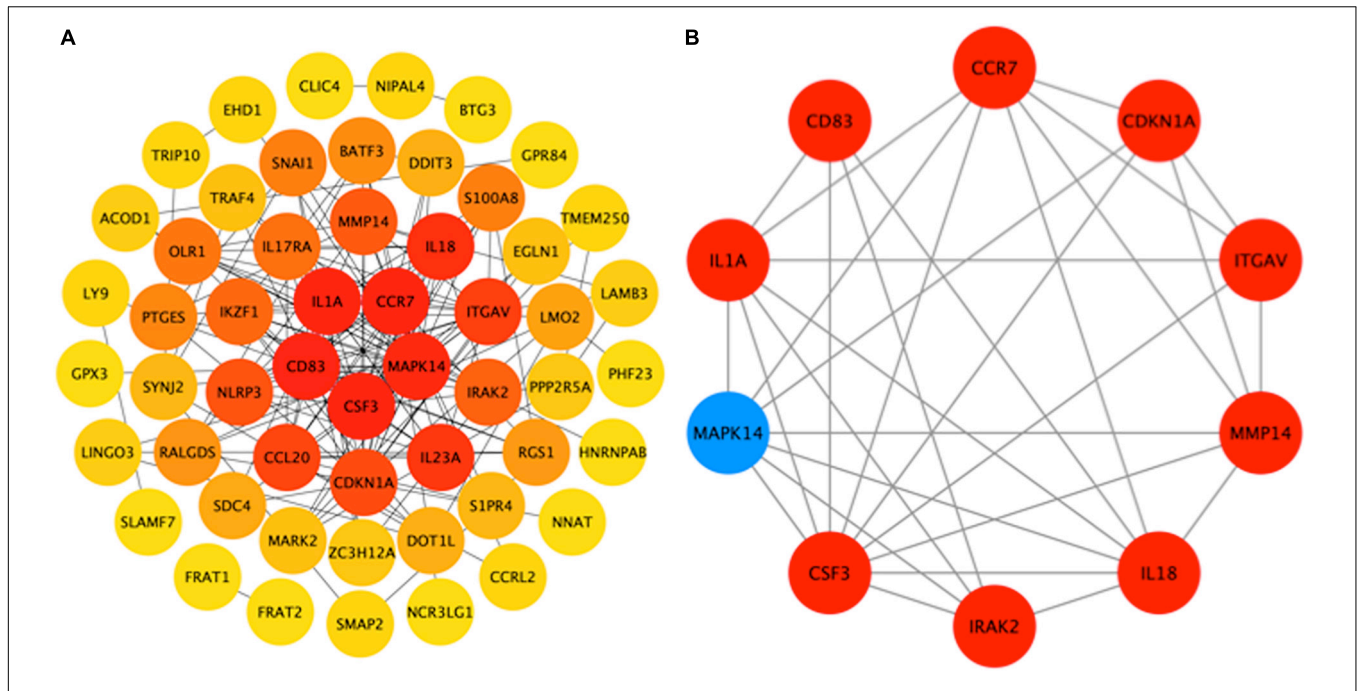 A
CLIC4
NIPAL4
EHD1
BTG3
TRIP10
SNAI1
BATF3
DDIT3
GPR84
TRAF4
S100A8
ACOD1
MMP14
TMEM250
OLR1
IL17RA
IL18
EGLN1
LY9
IL1A
CCR7
LAMB3
PTGES
IKZF1
ITGAV
LMO2
GPX3
CD83
MAPK14
PHF23
SYNJ2
NLRP3
CSF3
IRAK2
PPP2R5A
LINGO3
RALGDS
CCL20
IL23A
RGS1
HNRNPAB
CDKN1A
SDC4
S1PR4
SLAMF7
NNAT
MARK2
ZC3H12A
DOT1L
FRAT1
CCRL2
FRAT2
SMAP2
NCR3LG1
B
CCR7
CD83
CDKN1A
IL1A
ITGAV
MAPK14
MMP14
CSF3
IL18
IRAK2